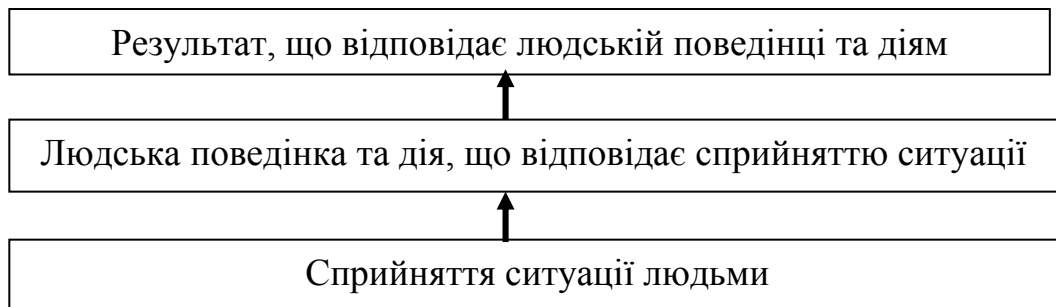 Результат, що відповідає людській поведінці та діям
Людська поведінка та дія, що відповідає сприйняттю ситуації
Сприйняття ситуації людьми